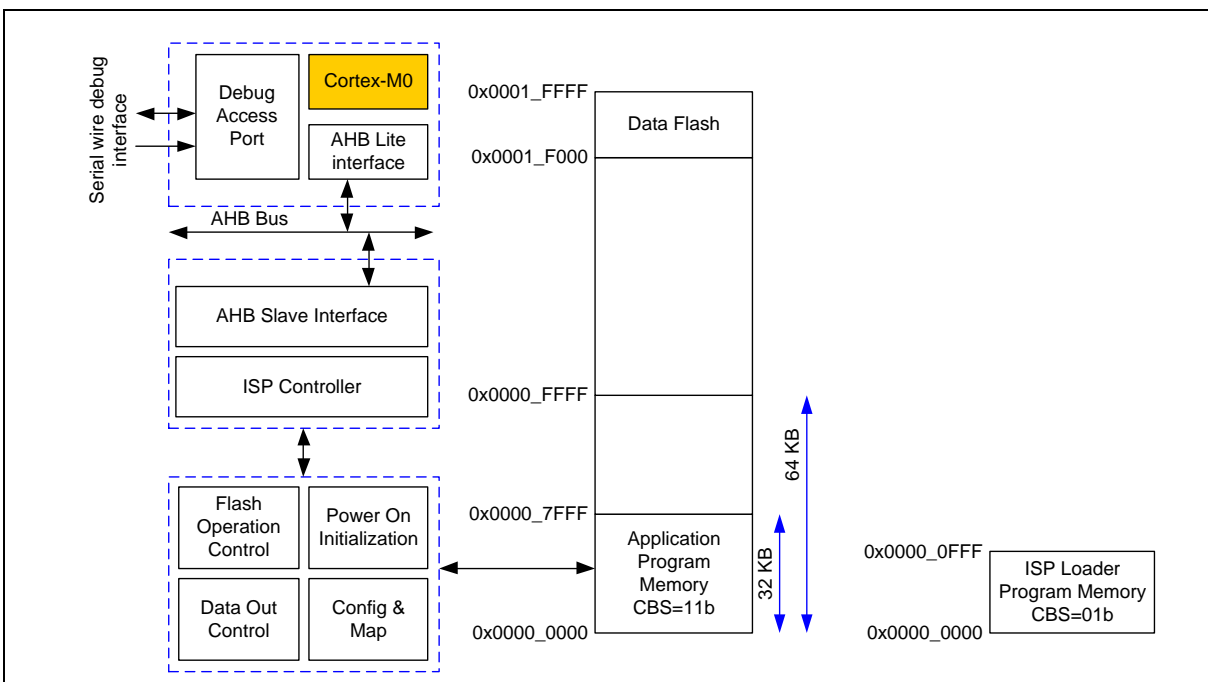 Serial wire debug
interface
Debug
Access
Port
Cortex-M0
AHB Lite
interface
AHB Bus
AHB Slave Interface
ISP Controller
Flash
Operation
Control
Power On
Initialization
Data Out
Control
Config &
Map
0x0001_FFFF
Data Flash
0x0001_F000
0x0000_FFFF
64 KB
0x0000_7FFF
Application
Program
Memory
CBS=11b
32 KB
0x0000_0000
0x0000_0FFF
ISP Loader
Program Memory
CBS=01b
0x0000_0000